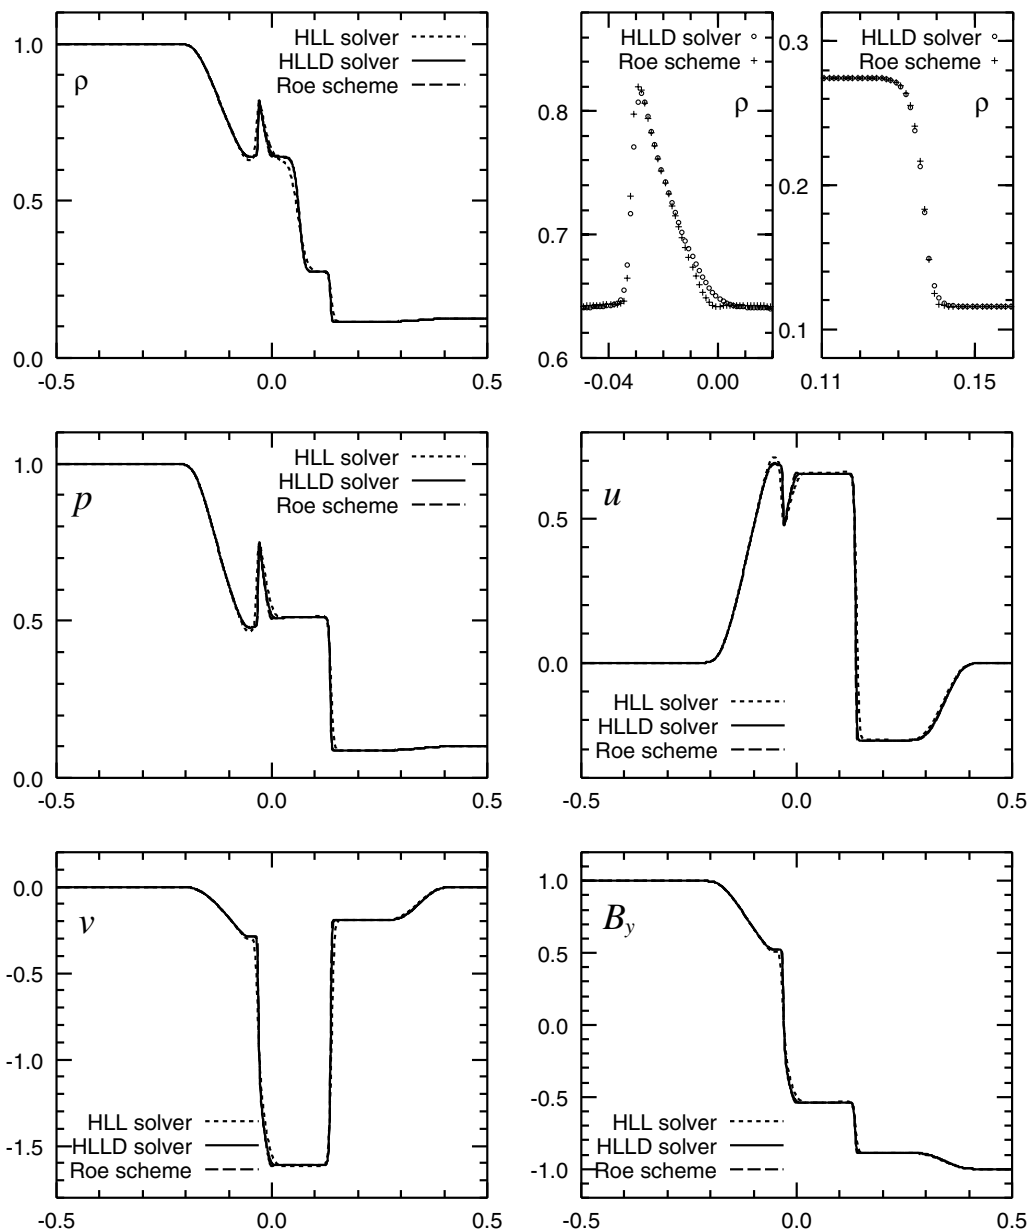 HLL solver
HLLD solver
Roe scheme
ρ
1.0
0.5
0.0
-0.5
0.0
0.5
HLLD solver
Roe scheme
ρ
0.8
0.7
0.6
-0.04
0.00
HLLD solver
Roe scheme
ρ
0.3
0.2
0.1
0.11
0.15
HLL solver
HLLD solver
Roe scheme
p
1.0
0.5
0.0
-0.5
0.0
0.5
u
0.5
0.0
HLL solver
HLLD solver
Roe scheme
-0.5
0.0
0.5
v
0.0
-0.5
-1.0
-1.5
HLL solver
HLLD solver
Roe scheme
-0.5
0.0
0.5
By
1.0
0.5
0.0
-0.5
-1.0
HLL solver
HLLD solver
Roe scheme
-0.5
0.0
0.5